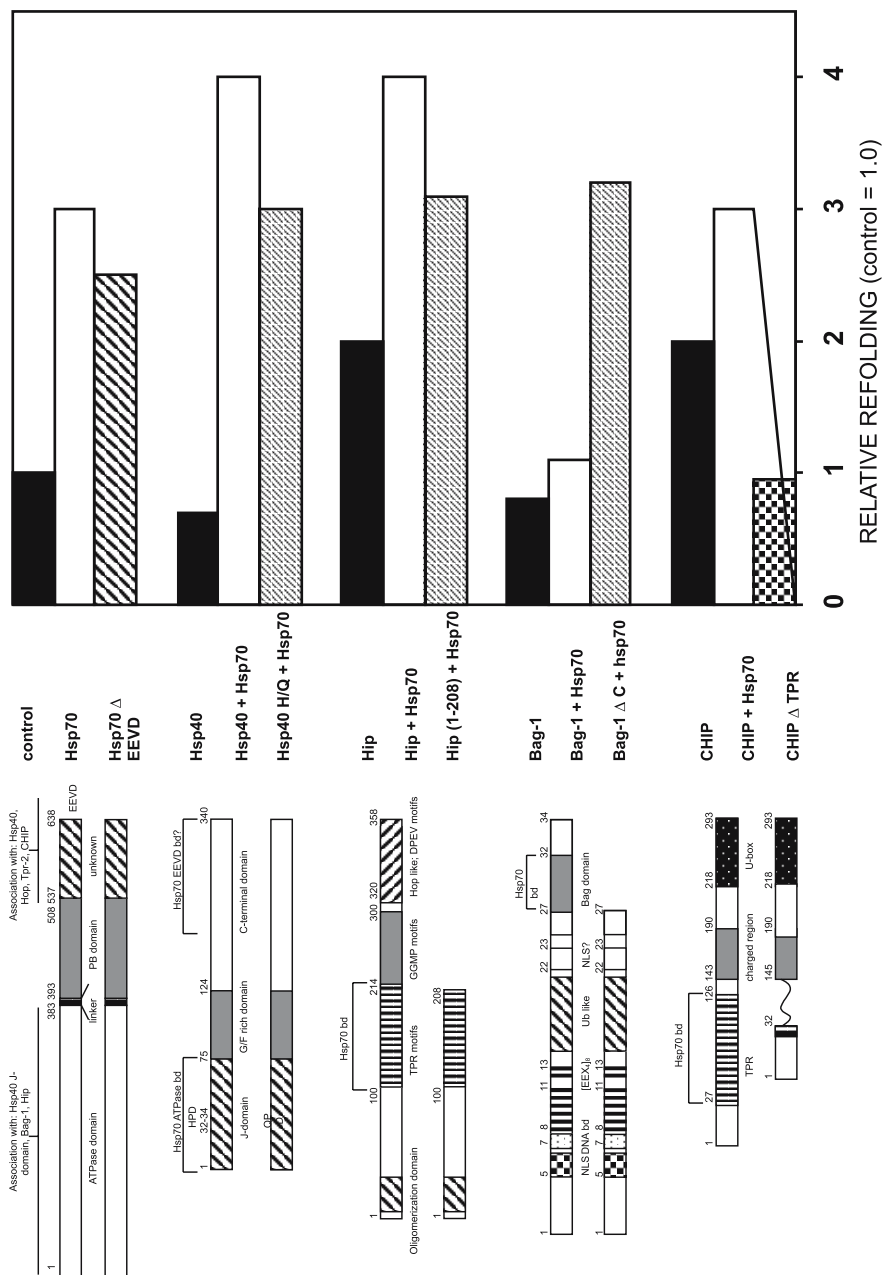 4
3
2
1
0
RELATIVE REFOLDING (control = 1.0)
control
Hsp70
Hsp70 Δ
EEVD
Hsp40
Hsp40 + Hsp70
Hsp40 H/Q + Hsp70
Hip
Hip + Hsp70
Hip (1-208) + Hsp70
Bag-1
Bag-1 + Hsp70
Bag-1 Δ C + hsp70
CHIP
CHIP + Hsp70
CHIP Δ TPR
Association with: Hsp40 J-
domain, Bag-1, Hip
Association with: Hsp40,
Hop, Tpr-2, CHIP
1
383 393
508 537
638
EEVD
ATPase domain
linker
PB domain
unknown
Hsp70 ATPase bd
Hsp70 EEVD bd?
HPD
1
32-34
75
124
340
J-domain
G/F rich domain
C-terminal domain
QP
Hsp70 bd
1
100
214
300
320
358
Oligomerization domain
TPR motifs
GGMP motifs
Hop like; DPEV motifs
1
100
208
Hsp70
bd
1
5
7
8
11
13
22
23
27
32
34
NLS DNA bd
[EEX₄]₈
Ub like
NLS?
Bag domain
1
5
7
8
11
13
22
23
27
Hsp70 bd
1
27
126
143
190
218
293
TPR
charged region
U-box
1
32
145
190
218
293